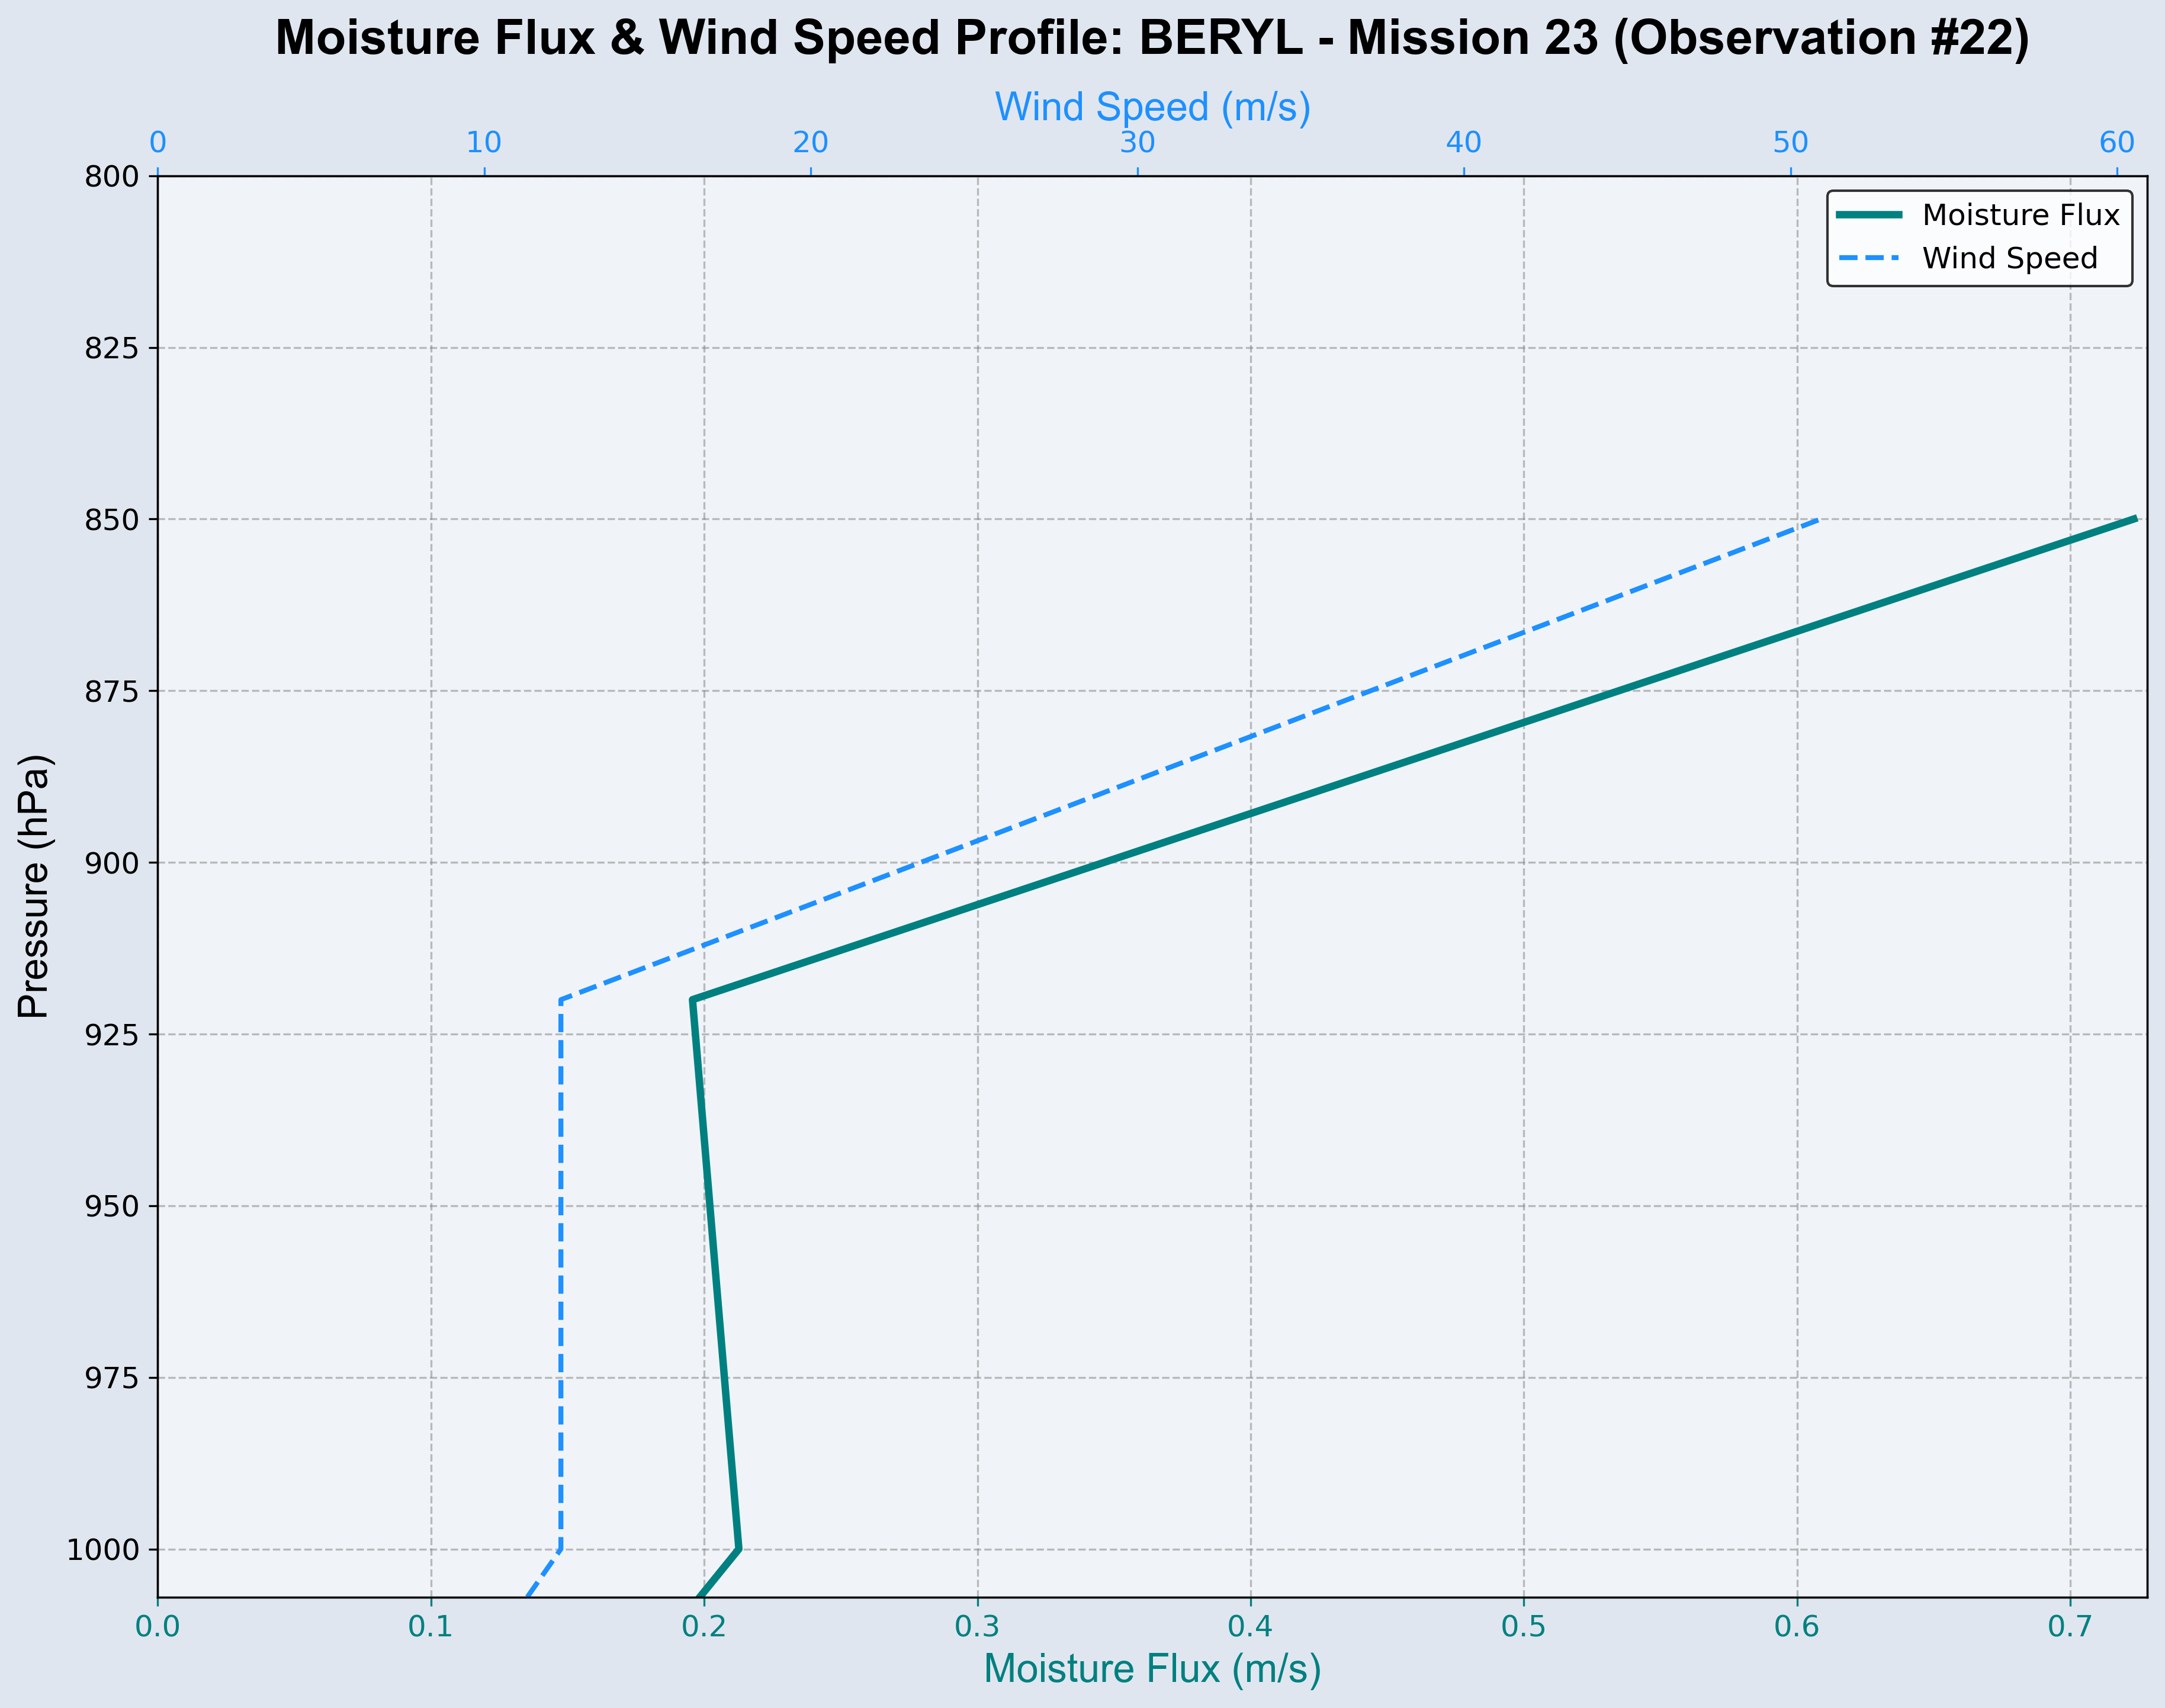 Moisture Flux & Wind Speed Profile: BERYL - Mission 23 (Observation #22)
Wind Speed (m/s)
0 10 20 30 40 50 60
Moisture Flux
Wind Speed
Pressure (hPa)
800
825
850
875
900
925
950
975
1000
0.0 0.1 0.2 0.3 0.4 0.5 0.6 0.7
Moisture Flux (m/s)